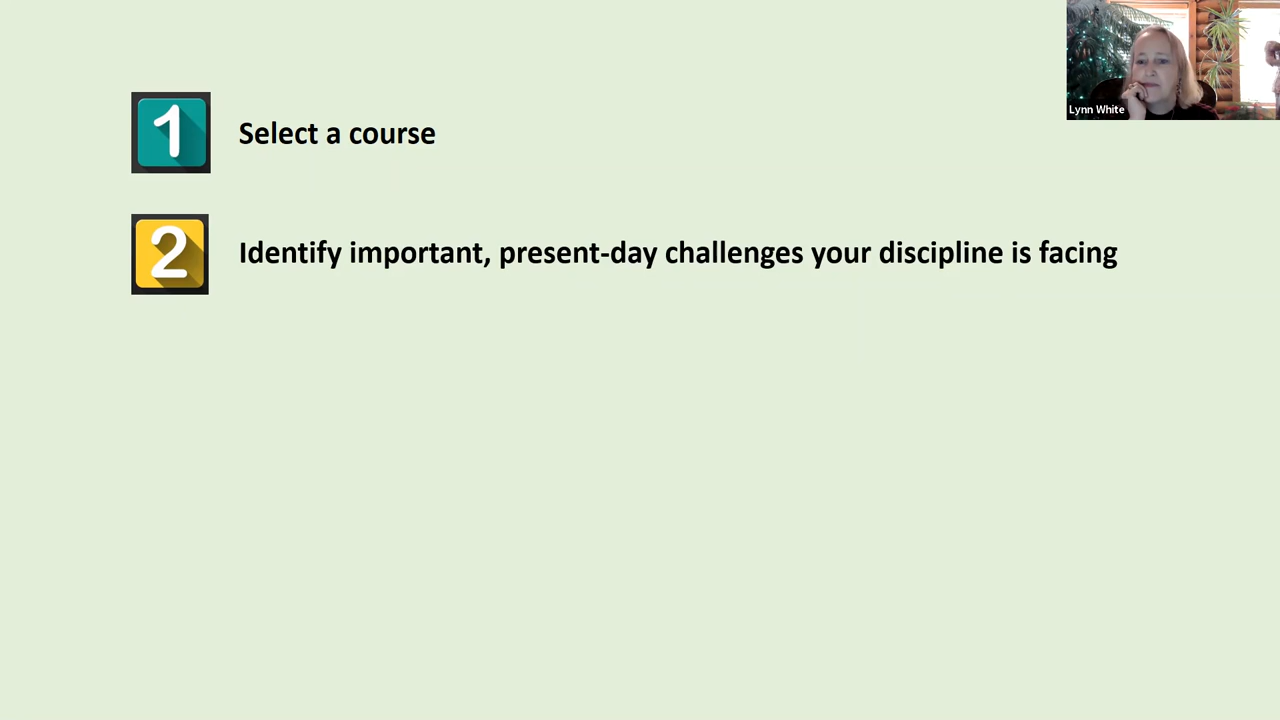 Lynn White
1 Select a course
2 Identify important, present-day challenges your discipline is facing